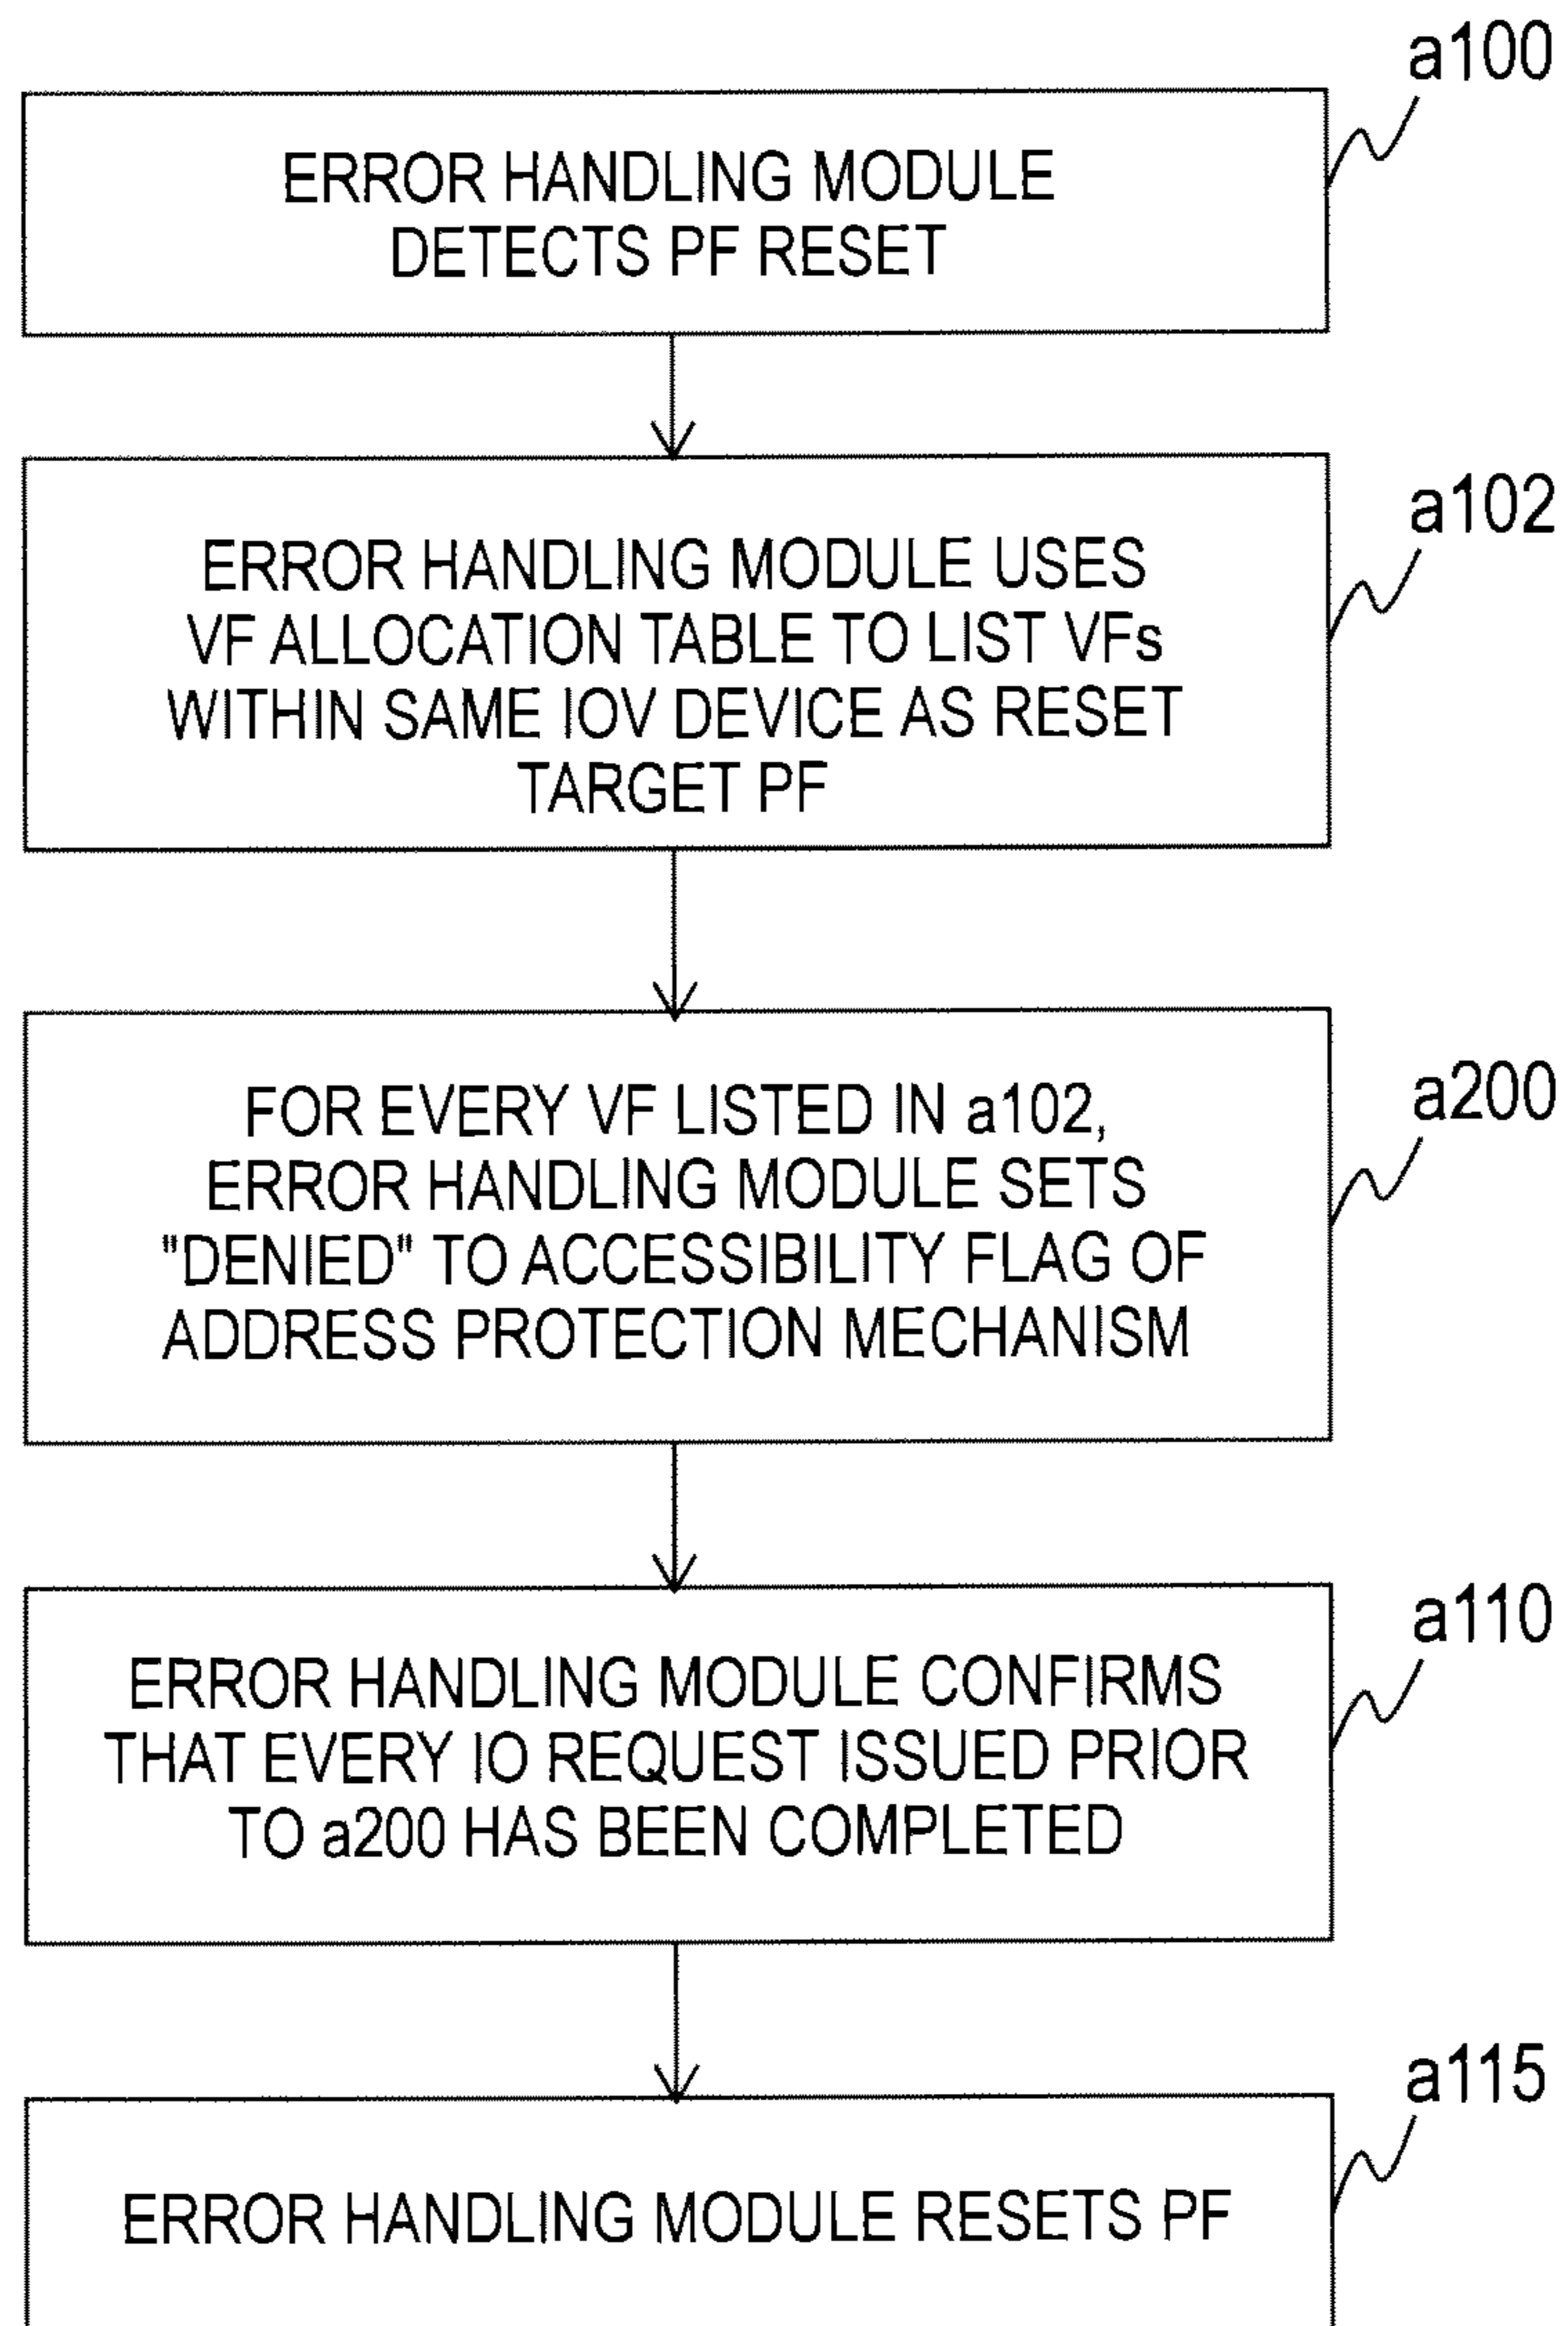 a100
ERROR HANDLING MODULE
DETECTS PF RESET
a102
ERROR HANDLING MODULE USES
VF ALLOCATION TABLE TO LIST VFs
WITHIN SAME IOV DEVICE AS RESET
TARGET PF
a200
FOR EVERY VF LISTED IN a102,
ERROR HANDLING MODULE SETS
"DENIED" TO ACCESSIBILITY FLAG OF
ADDRESS PROTECTION MECHANISM
a110
ERROR HANDLING MODULE CONFIRMS
THAT EVERY IO REQUEST ISSUED PRIOR
TO a200 HAS BEEN COMPLETED
a115
ERROR HANDLING MODULE RESETS PF